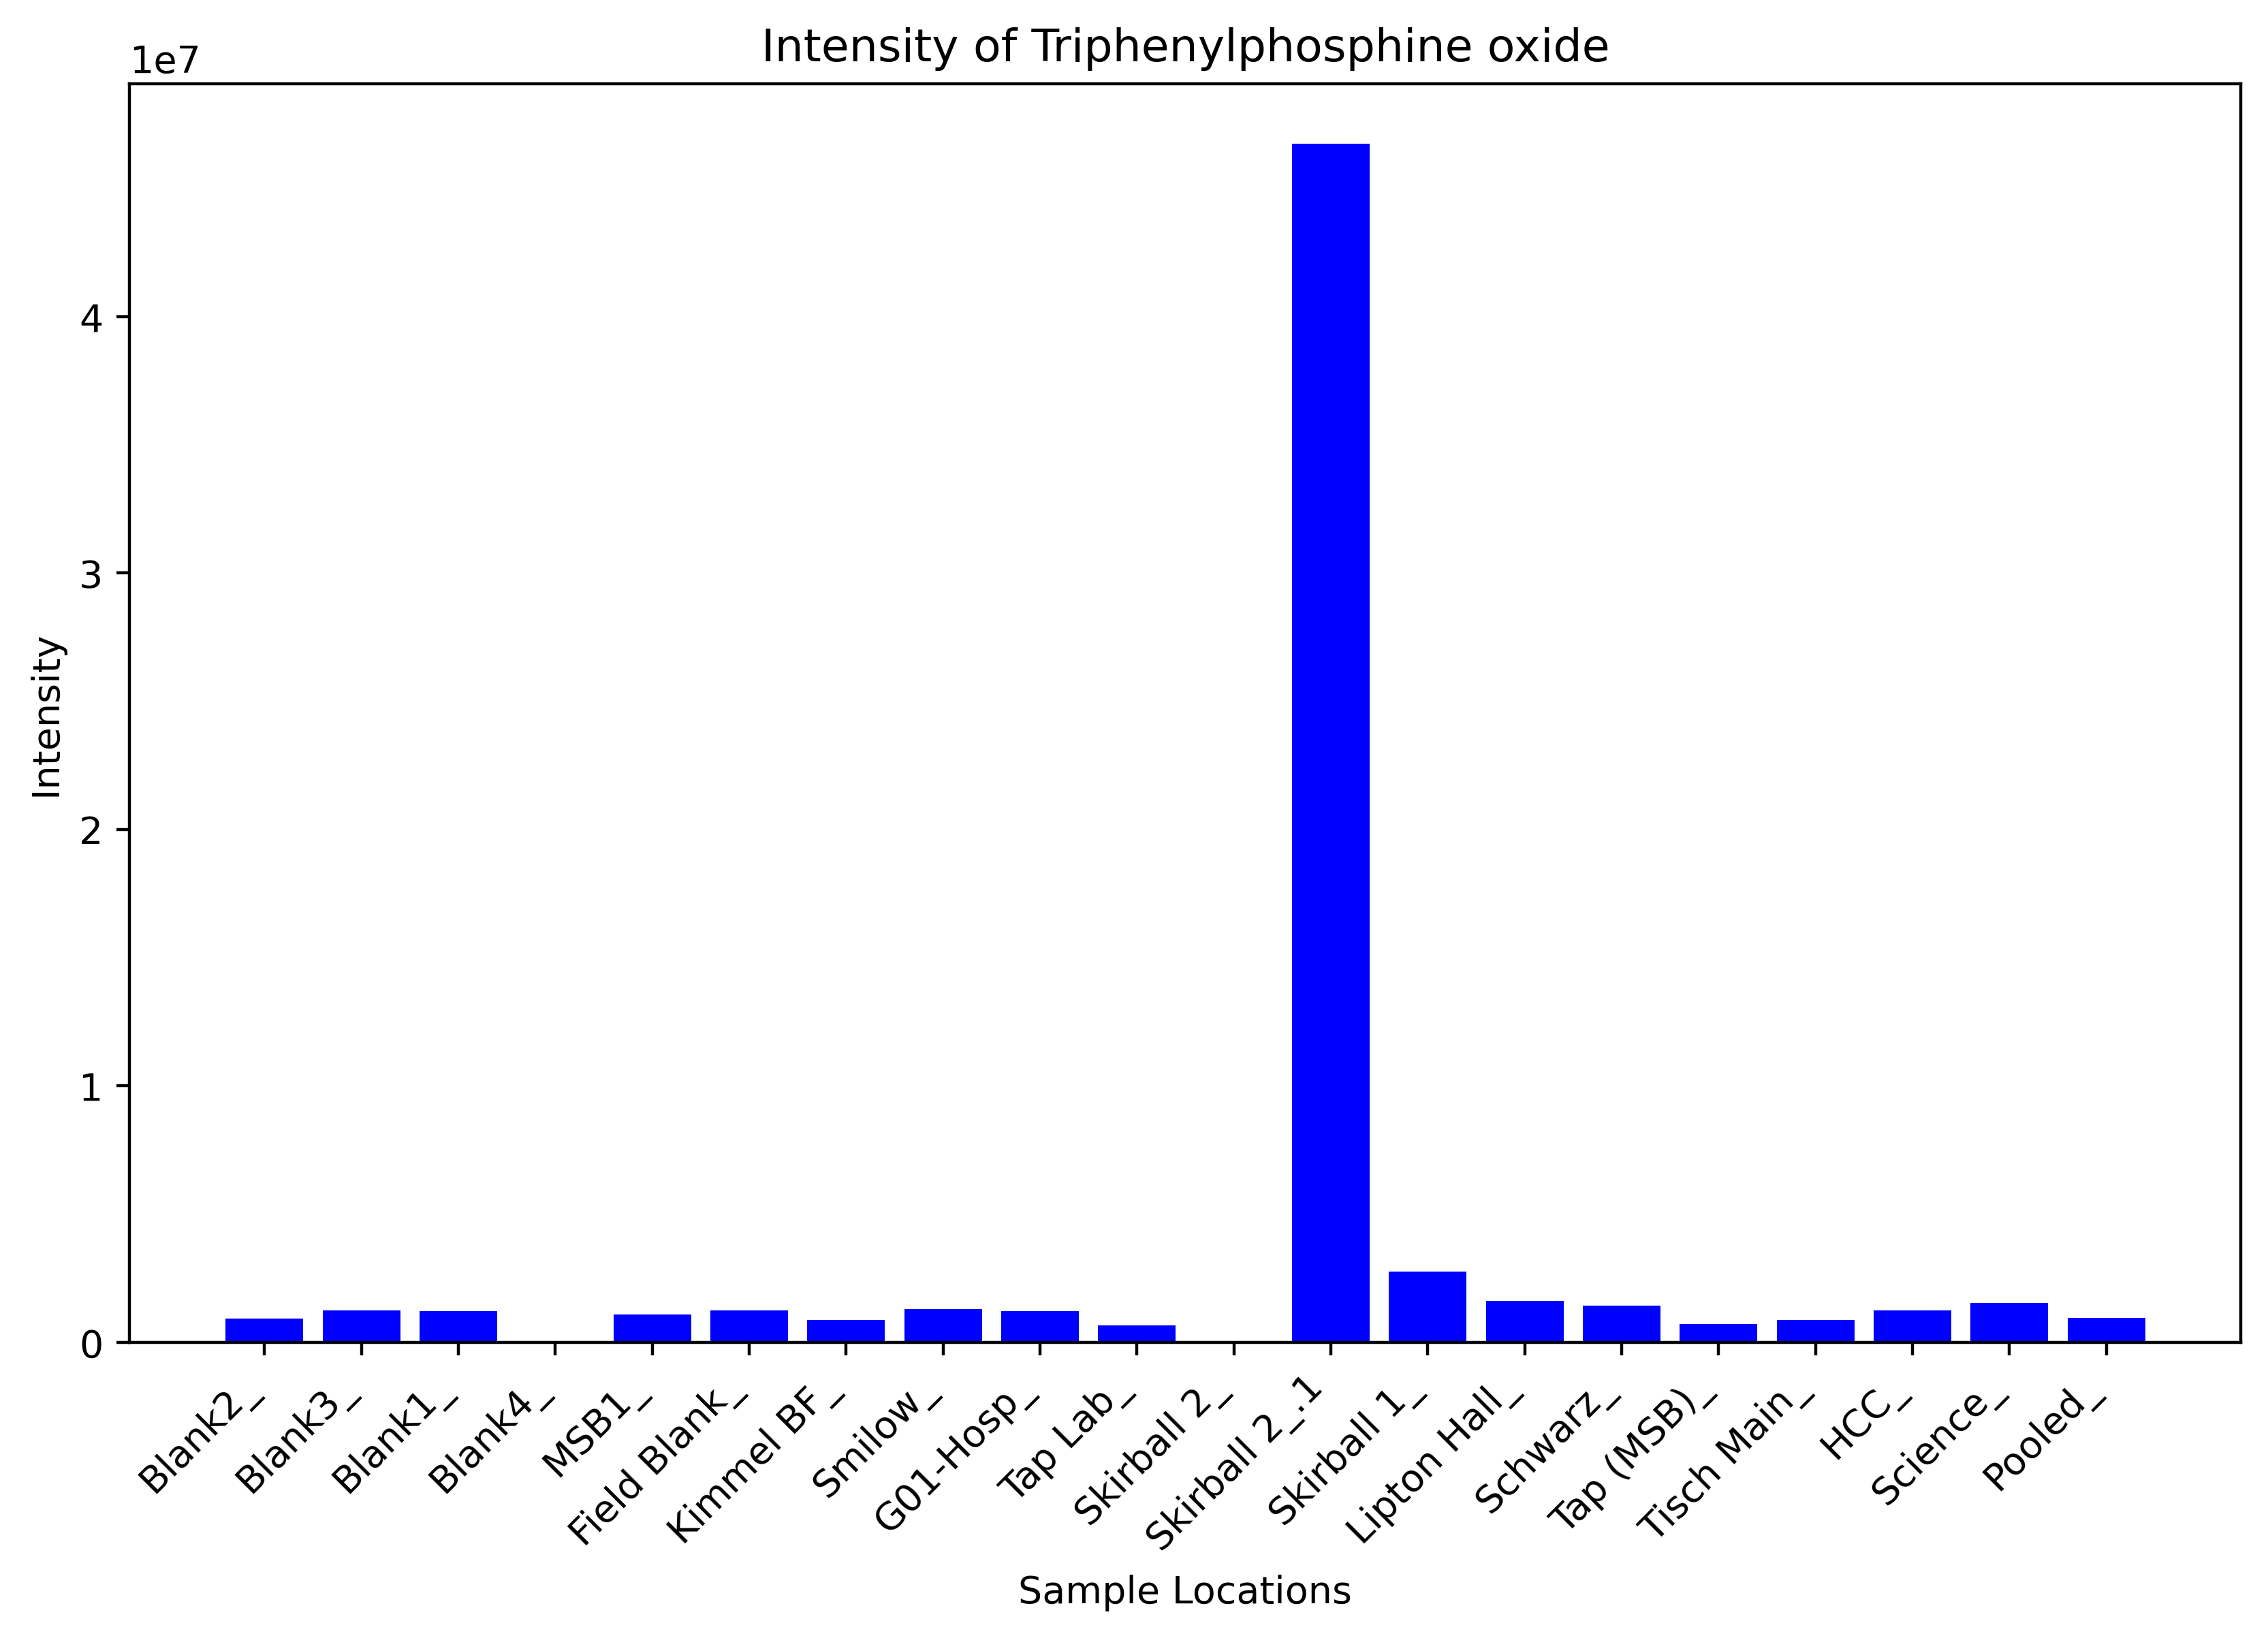 Intensity of Triphenylphosphine oxide
1e7
4
3
2
1
0
Intensity
Blank2_
Blank3_
Blank1_
Blank4_
MSB1_
Field Blank_
Kimmel BF_
Smilow_
G01-Hosp_
Tap Lab_
Skirball 2_
Skirball 2_.1
Skirball 1_
Lipton Hall_
Schwarz_
Tap (MSB)_
Tisch Main_
HCC_
Science_
Pooled_
Sample Locations